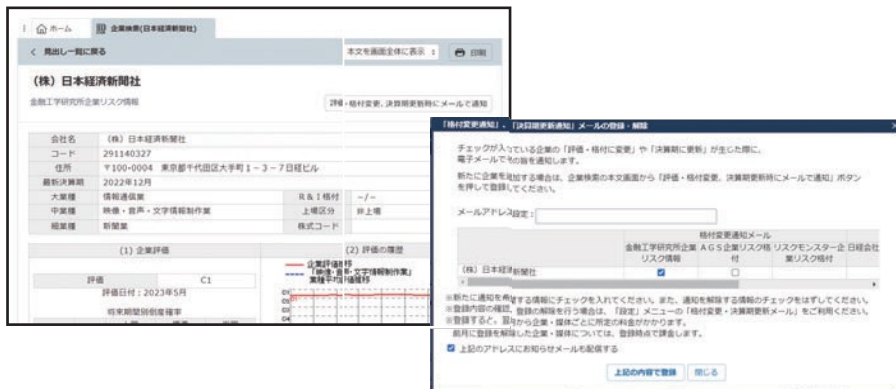 ホーム
企業検索(日本経済新聞社)
く 見出し一覧に戻る
本文を画面全体に表示
印刷
(株) 日本経済新聞社
金融工学研究所企業リスク情報
評価・格付変更、決算期更新時にメールで通知
会社名 (株) 日本経済新聞社
コード 291140327
住所 〒100-0004 東京都千代田区大手町1-3-7日経ビル
最新決算期 2022年12月
大業種 情報通信業 R&I格付 -/-
中業種 映像・音声・文字情報制作業 上場区分 非上場
細業種 新聞業 株式コード
(1) 企業評価 (2) 評価の履歴
企業評価推移
「映像・音声・文字情報制作業」
業種平均評価推移
評価 C1
評価日付:2023年5月
将来期間別倒産確率
C1
C2
C3
C4
「格付変更通知」、「決算期更新通知」メールの登録・解除
チェックが入っている企業の「評価・格付に変更」や「決算期に更新」が生じた際に、
電子メールでその旨を通知します。
新たに企業を追加する場合は、企業検索の本文画面から「評価・格付変更、決算期更新時にメールで通知」ボタン
を押して登録してください。
メールアドレス設定:
格付変更通知メール
金融工学研究所企業リスク情報 AGS企業リスク格付 リスクモンスター企業リスク格付 日経会社
(株) 日本経済新聞社
※新たに通知を希望する情報にチェックを入れてください。また、通知を解除する情報のチェックをはずしてください。
※登録内容の確認、登録の解除を行う場合は、「設定」メニューの「格付変更・決算期更新メール」をご利用ください。
※登録すると、翌月から企業・媒体ごとに所定の料金がかかります。
前月に登録を解除した企業・媒体については、登録時点で課金します。
上記のアドレスにお知らせメールも配信する
上記の内容で登録 閉じる